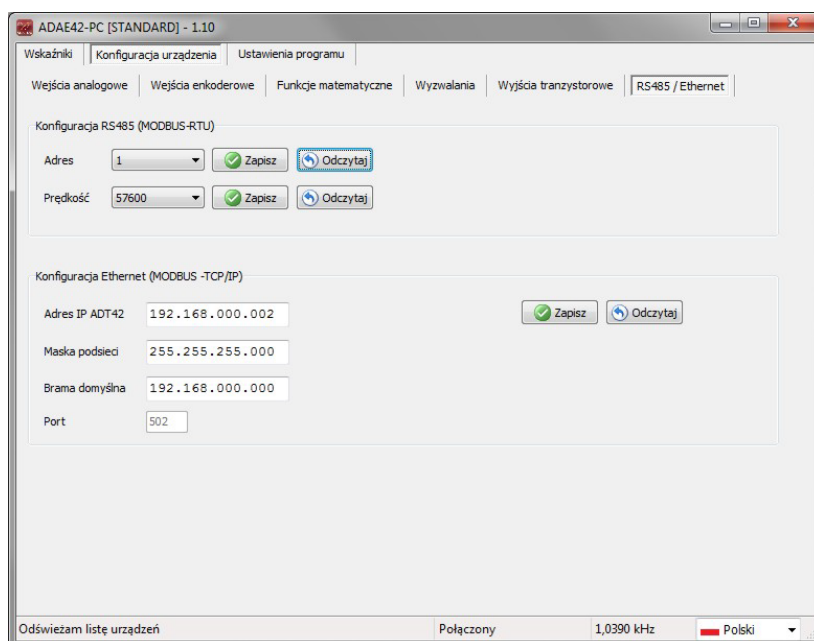 ADAE42-PC [STANDARD] - 1.10
Wskaźniki Konfiguracja urządzenia Ustawienia programu
Wejścia analogowe Wejścia enkoderowe Funkcje matematyczne Wyzwalania Wyjścia tranzystorowe RS485 / Ethernet
Konfiguracja RS485 (MODBUS-RTU)
Adres 1 Zapisz Odczytaj
Prędkość 57600 Zapisz Odczytaj
Konfiguracja Ethernet (MODBUS -TCP/IP)
Adres IP ADT42 192.168.000.002 Zapisz Odczytaj
Maska podsieci 255.255.255.000
Brama domyślna 192.168.000.000
Port 502
Odświeżam listę urządzeń Połączony 1,0390 kHz Polski